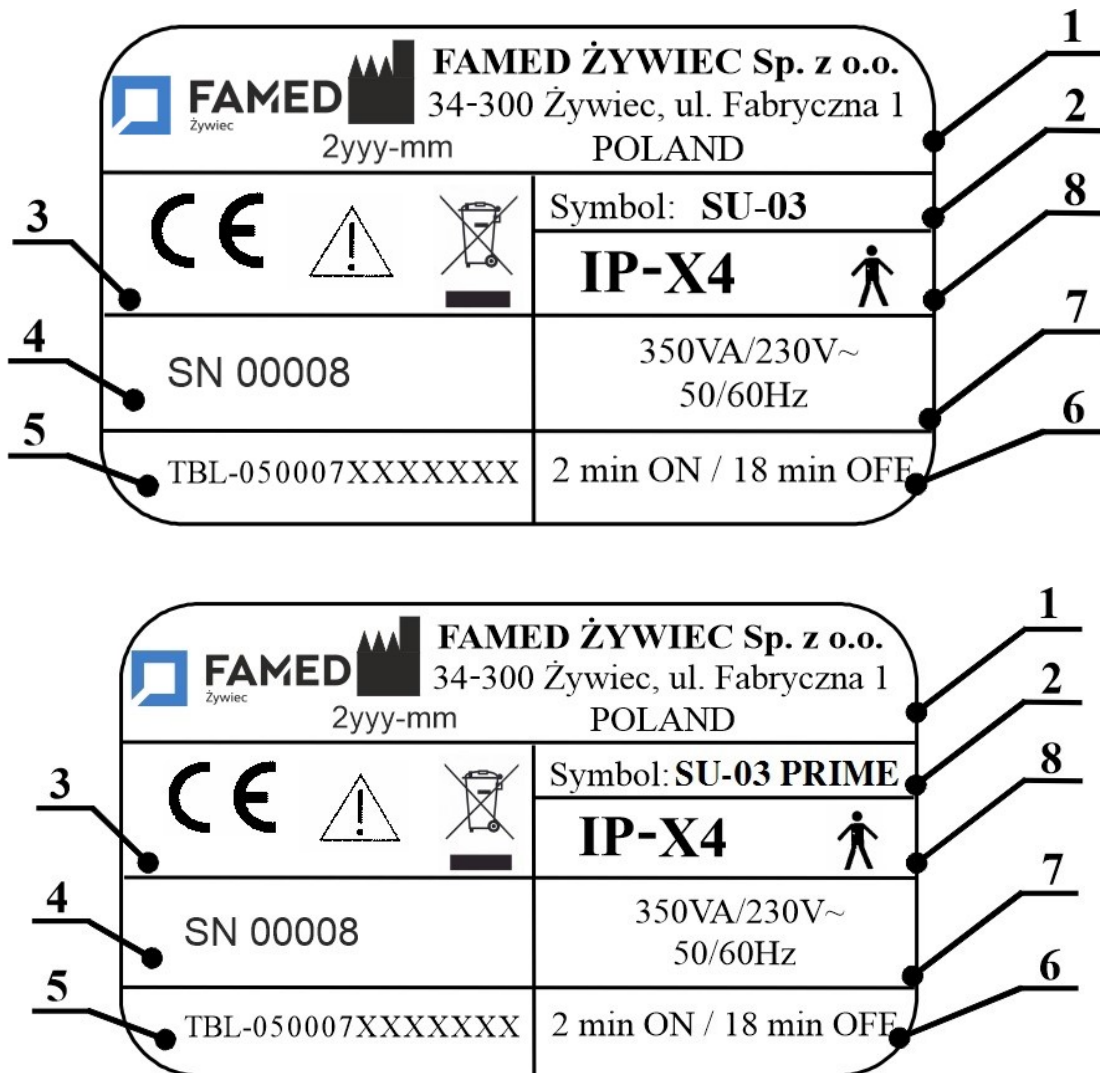 FAMED
Żywiec
2yyy-mm
FAMED ŻYWIEC Sp. z o.o.
34-300 Żywiec, ul. Fabryczna 1
POLAND
1
2
3
CE
Symbol: SU-03
8
IP-X4
4
SN 00008
350VA/230V~
50/60Hz
7
5
TBL-050007XXXXXXX
2 min ON / 18 min OFF
6
FAMED
Żywiec
2yyy-mm
FAMED ŻYWIEC Sp. z o.o.
34-300 Żywiec, ul. Fabryczna 1
POLAND
1
2
3
CE
Symbol: SU-03 PRIME
8
IP-X4
4
SN 00008
350VA/230V~
50/60Hz
7
5
TBL-050007XXXXXXX
2 min ON / 18 min OFF
6